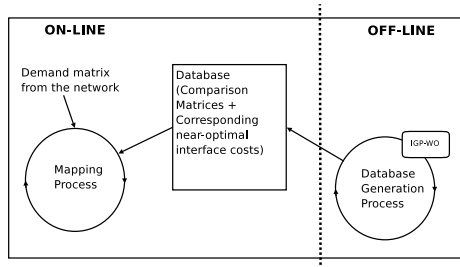 ON-LINE
OFF-LINE
Demand matrix
from the network
Database
(Comparison
Matrices +
Corresponding
near-optimal
interface costs)
IGP-WO
Mapping
Process
Database
Generation
Process